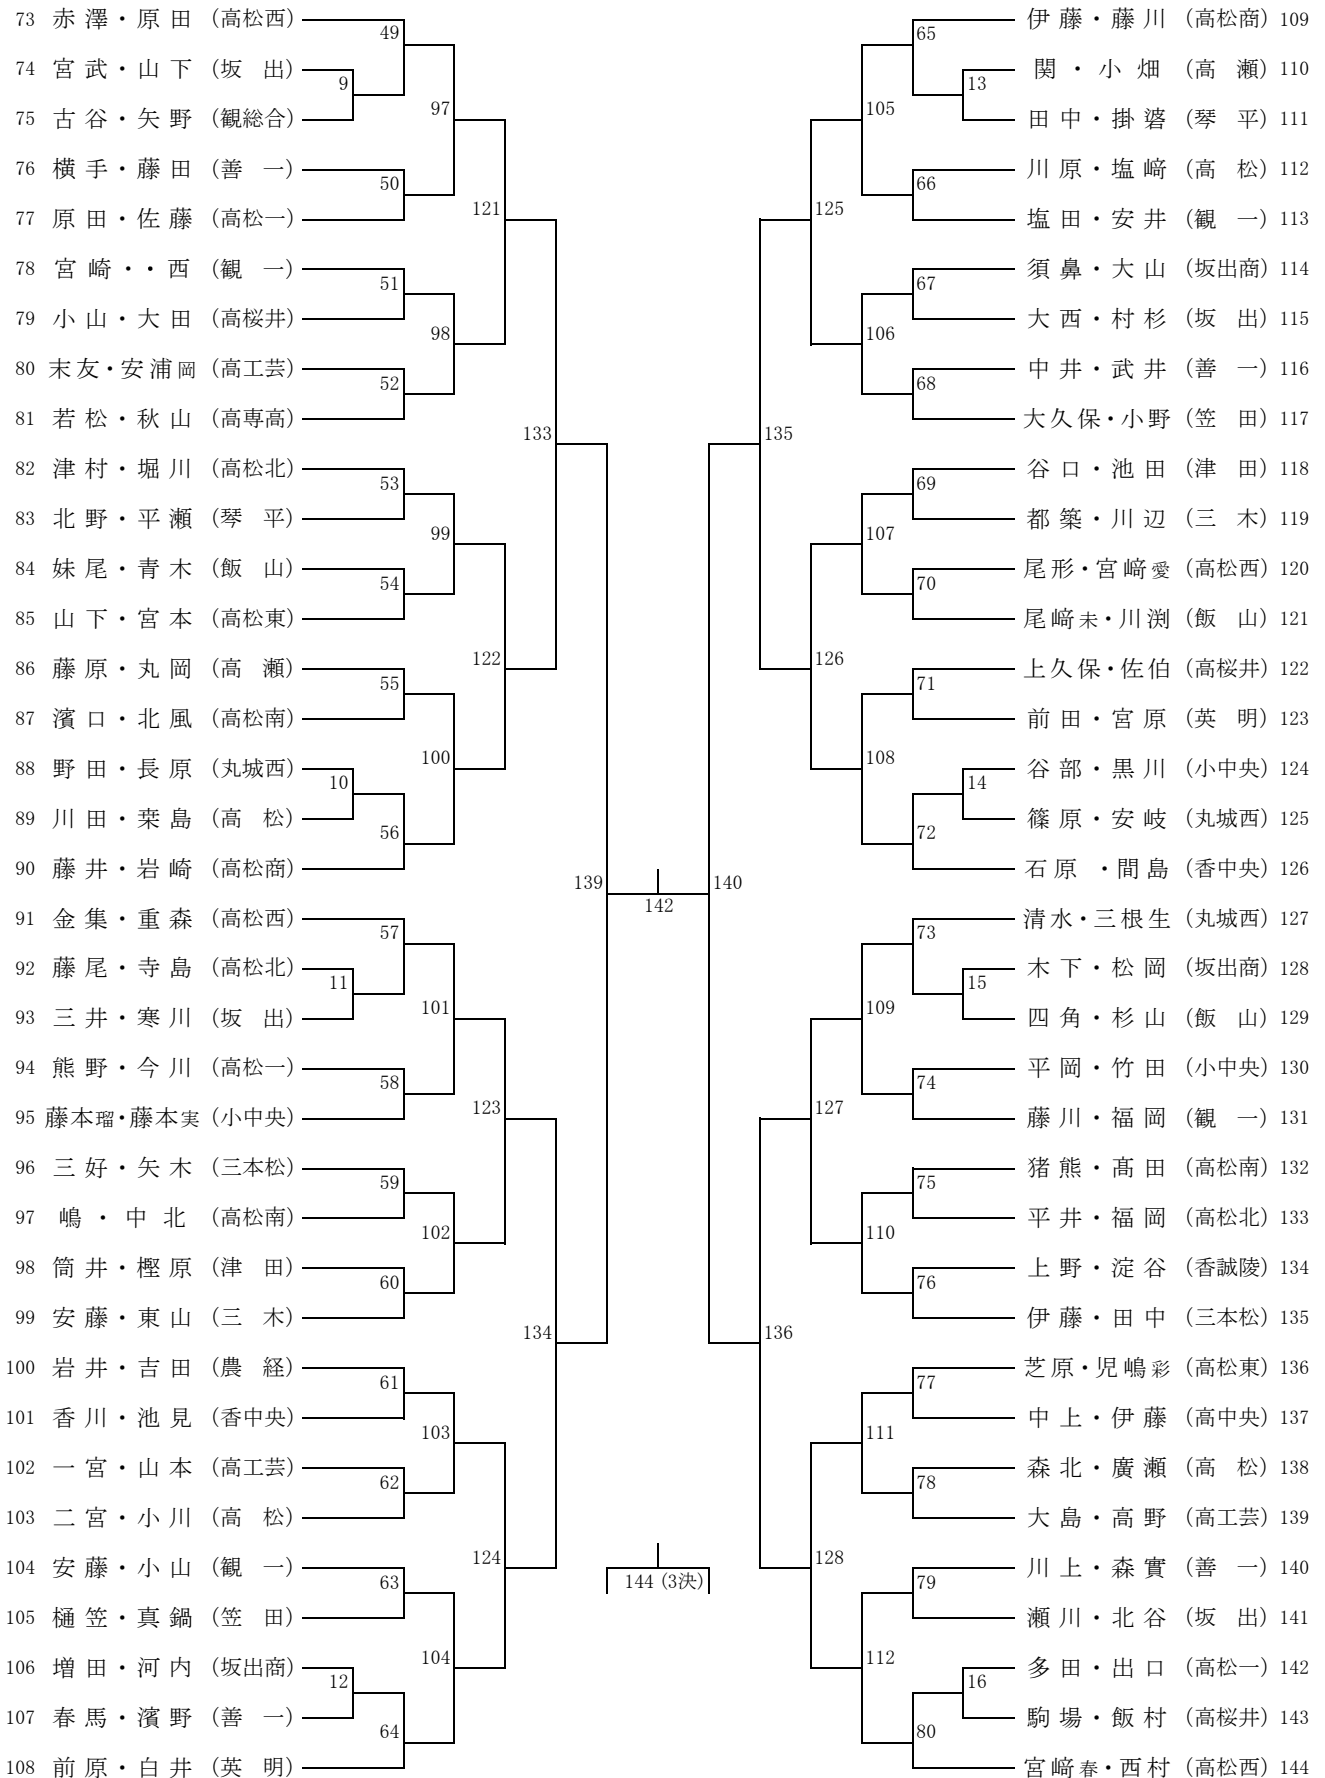 73 赤澤・原田 (高松西)
74 宮武・山下 (坂出)
75 古谷・矢野 (観総合)
76 横手・藤田 (善一)
77 原田・佐藤 (高松一)
78 宮崎・・西 (観一)
79 小山・大田 (高桜井)
80 末友・安浦岡 (高工芸)
81 若松・秋山 (高専高)
82 津村・堀川 (高松北)
83 北野・平瀬 (琴平)
84 妹尾・青木 (飯山)
85 山下・宮本 (高松東)
86 藤原・丸岡 (高瀬)
87 濱口・北風 (高松南)
88 野田・長原 (丸城西)
89 川田・桒島 (高松)
90 藤井・岩崎 (高松商)
91 金集・重森 (高松西)
92 藤尾・寺島 (高松北)
93 三井・寒川 (坂出)
94 熊野・今川 (高松一)
95 藤本瑠・藤本実 (小中央)
96 三好・矢木 (三本松)
97 嶋・中北 (高松南)
98 筒井・樫原 (津田)
99 安藤・東山 (三木)
100 岩井・吉田 (農経)
101 香川・池見 (香中央)
102 一宮・山本 (高工芸)
103 二宮・小川 (高松)
104 安藤・小山 (観一)
105 樋笠・真鍋 (笠田)
106 増田・河内 (坂出商)
107 春馬・濱野 (善一)
108 前原・白井 (英明)
9
10
11
12
49
50
51
52
53
54
55
56
57
58
59
60
61
62
63
64
97
98
99
100
101
102
103
104
121
122
123
124
133
134
139
142
144 (3決)
140
135
136
125
126
127
128
105
106
107
108
109
110
111
112
65
66
67
68
69
70
71
72
73
74
75
76
77
78
79
80
13
14
15
16
伊藤・藤川 (高松商) 109
関・小畑 (高瀬) 110
田中・掛碆 (琴平) 111
川原・塩﨑 (高松) 112
塩田・安井 (観一) 113
須鼻・大山 (坂出商) 114
大西・村杉 (坂出) 115
中井・武井 (善一) 116
大久保・小野 (笠田) 117
谷口・池田 (津田) 118
都築・川辺 (三木) 119
尾形・宮﨑愛 (高松西) 120
尾﨑未・川渕 (飯山) 121
上久保・佐伯 (高桜井) 122
前田・宮原 (英明) 123
谷部・黒川 (小中央) 124
篠原・安岐 (丸城西) 125
石原・間島 (香中央) 126
清水・三根生 (丸城西) 127
木下・松岡 (坂出商) 128
四角・杉山 (飯山) 129
平岡・竹田 (小中央) 130
藤川・福岡 (観一) 131
猪熊・髙田 (高松南) 132
平井・福岡 (高松北) 133
上野・淀谷 (香誠陵) 134
伊藤・田中 (三本松) 135
芝原・児嶋彩 (高松東) 136
中上・伊藤 (高中央) 137
森北・廣瀬 (高松) 138
大島・高野 (高工芸) 139
川上・森實 (善一) 140
瀬川・北谷 (坂出) 141
多田・出口 (高松一) 142
駒場・飯村 (高桜井) 143
宮﨑春・西村 (高松西) 144